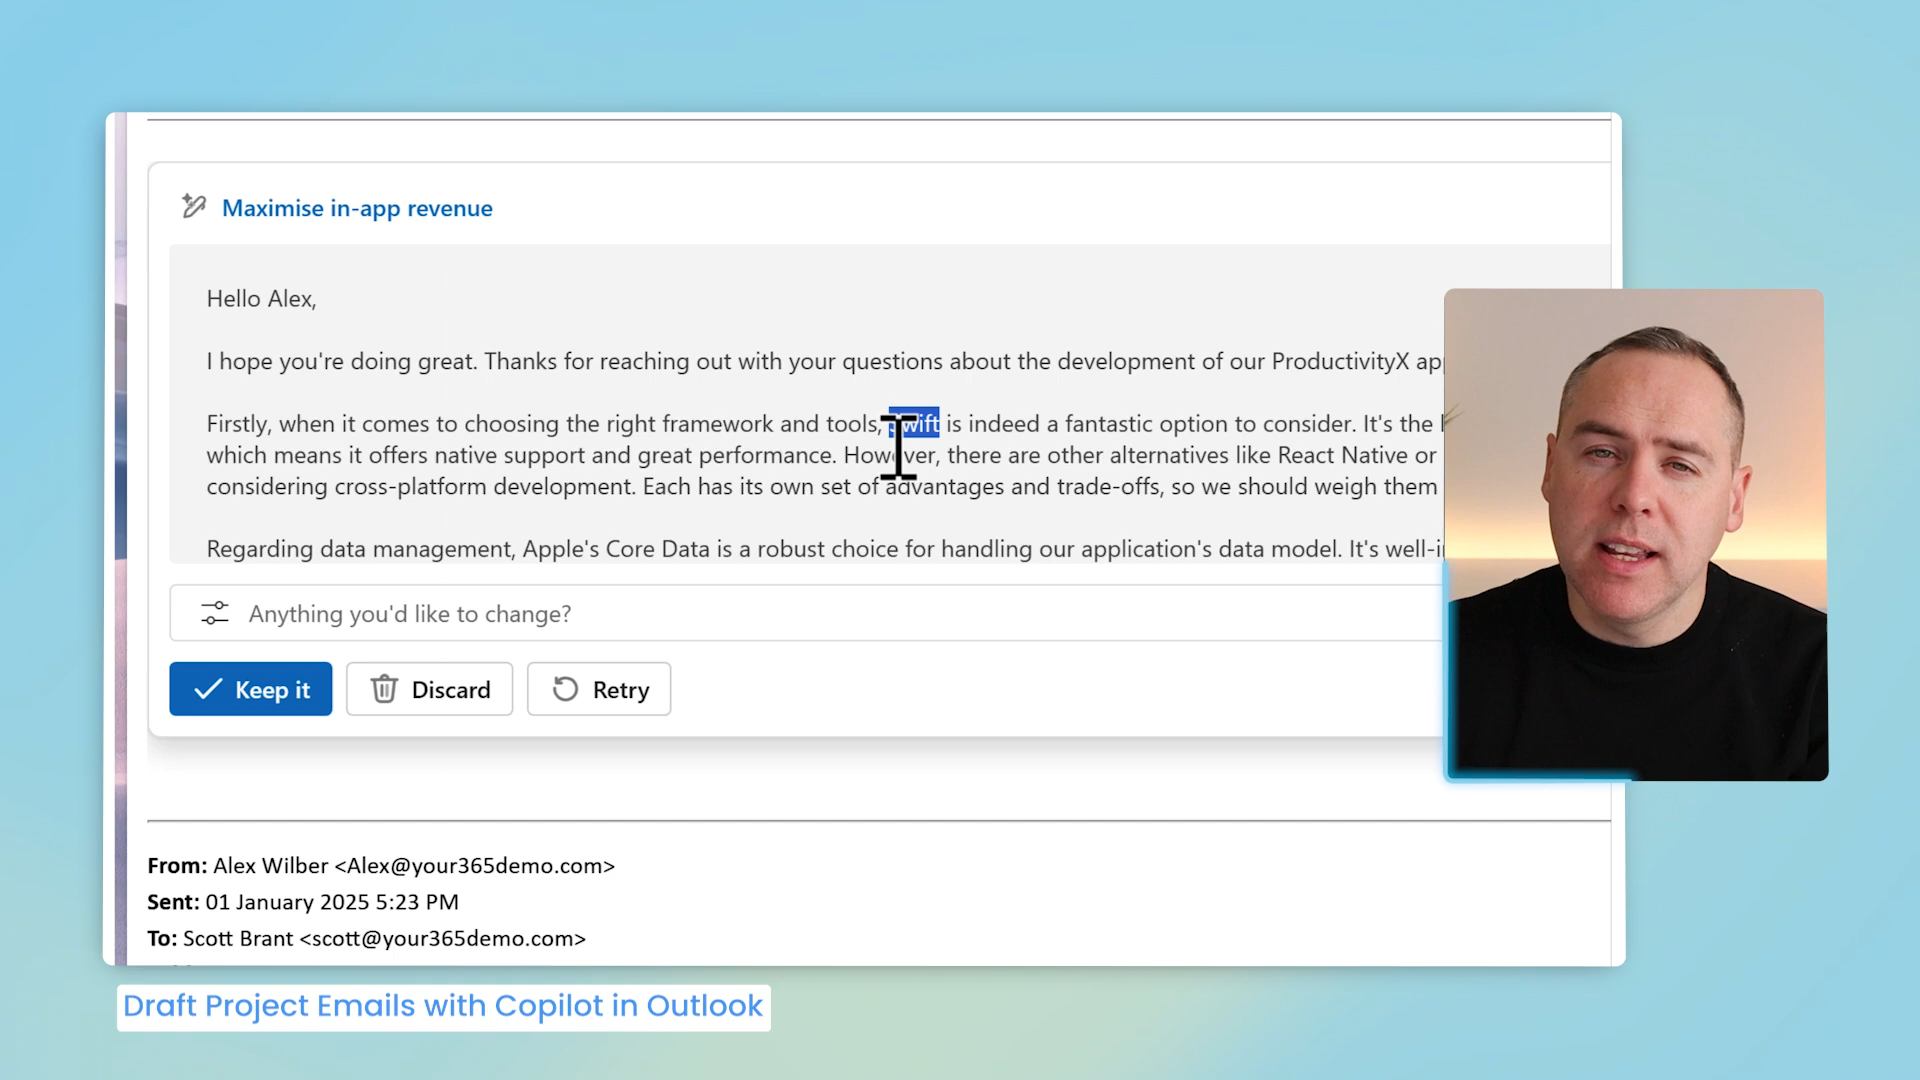 Maximise in-app revenue
Hello Alex,
I hope you're doing great. Thanks for reaching out with your questions about the development of our ProductivityX
Firstly, when it comes to choosing the right framework and tools, Swift is indeed a fantastic option to consider. It's the
which means it offers native support and great performance. However, there are other alternatives like React Native or
considering cross-platform development. Each has its own set of advantages and trade-offs, so we should weigh them
Regarding data management, Apple's Core Data is a robust choice for handling our application's data model. It's
Anything you'd like to change?
Keep it
Discard
Retry
From: Alex Wilber <Alex@your365demo.com>
Sent: 01 January 2025 5:23 PM
To: Scott Brant <scott@your365demo.com>
Draft Project Emails with Copilot in Outlook